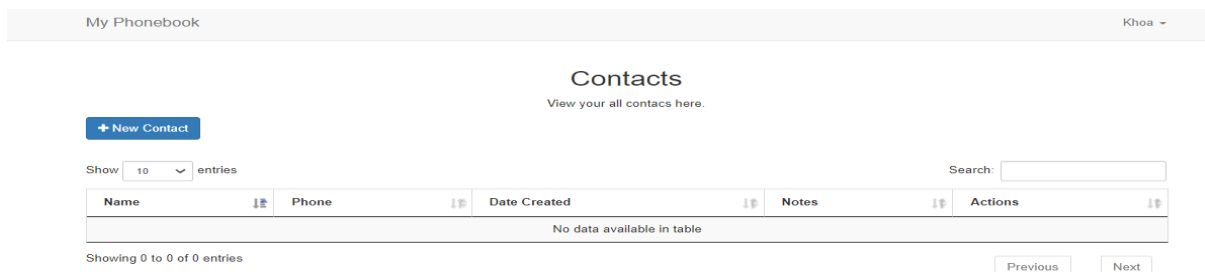 My Phonebook Khoa
Contacts
View your all contacs here.
New Contact
Show 10 entries Search:
Name Phone Date Created Notes Actions
No data available in table
Showing 0 to 0 of 0 entries
Previous Next